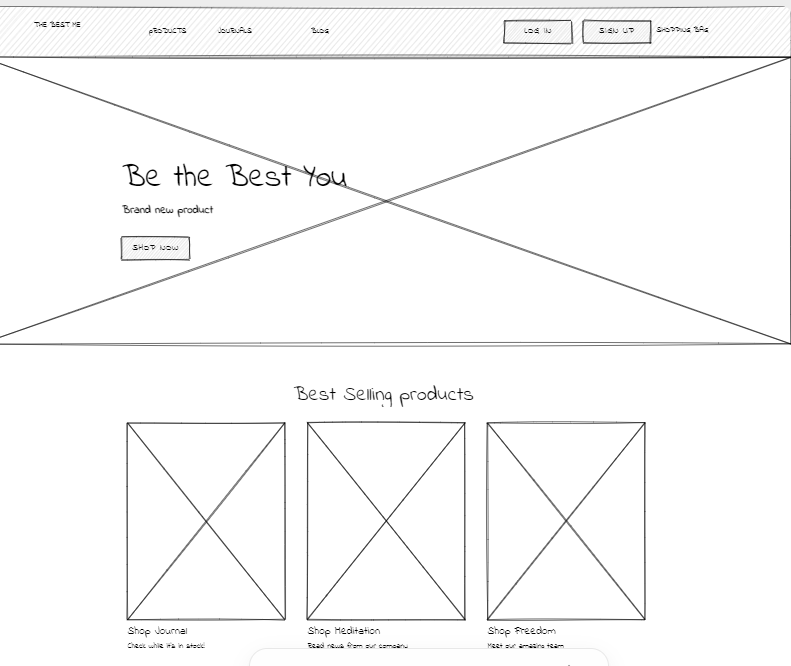 THE BEST ME
PRODUCTS
JOURNALS
BLOG
LOG IN
SIGN UP
SHOPPING BAG
Be the Best You
Brand new product
SHOP NOW
Best Selling products
Shop Journal
Shop Meditation
Shop Freedom
Check while it's in stock!
Read news from our company
Meet our amazing team